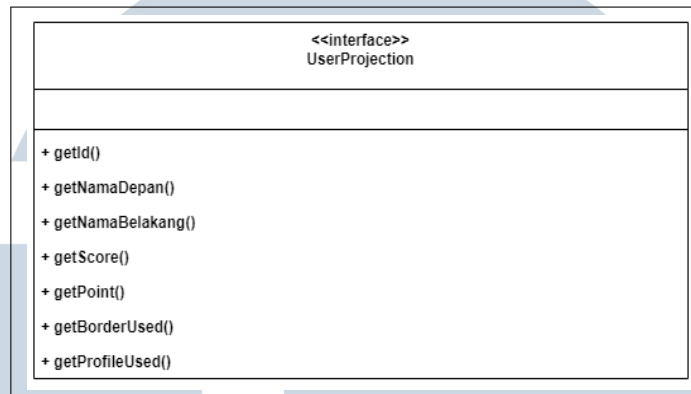 <<interface>>
UserProjection
+ getId()
+ getNamaDepan()
+ getNamaBelakang()
+ getScore()
+ getPoint()
+ getBorderUsed()
+ getProfileUsed()